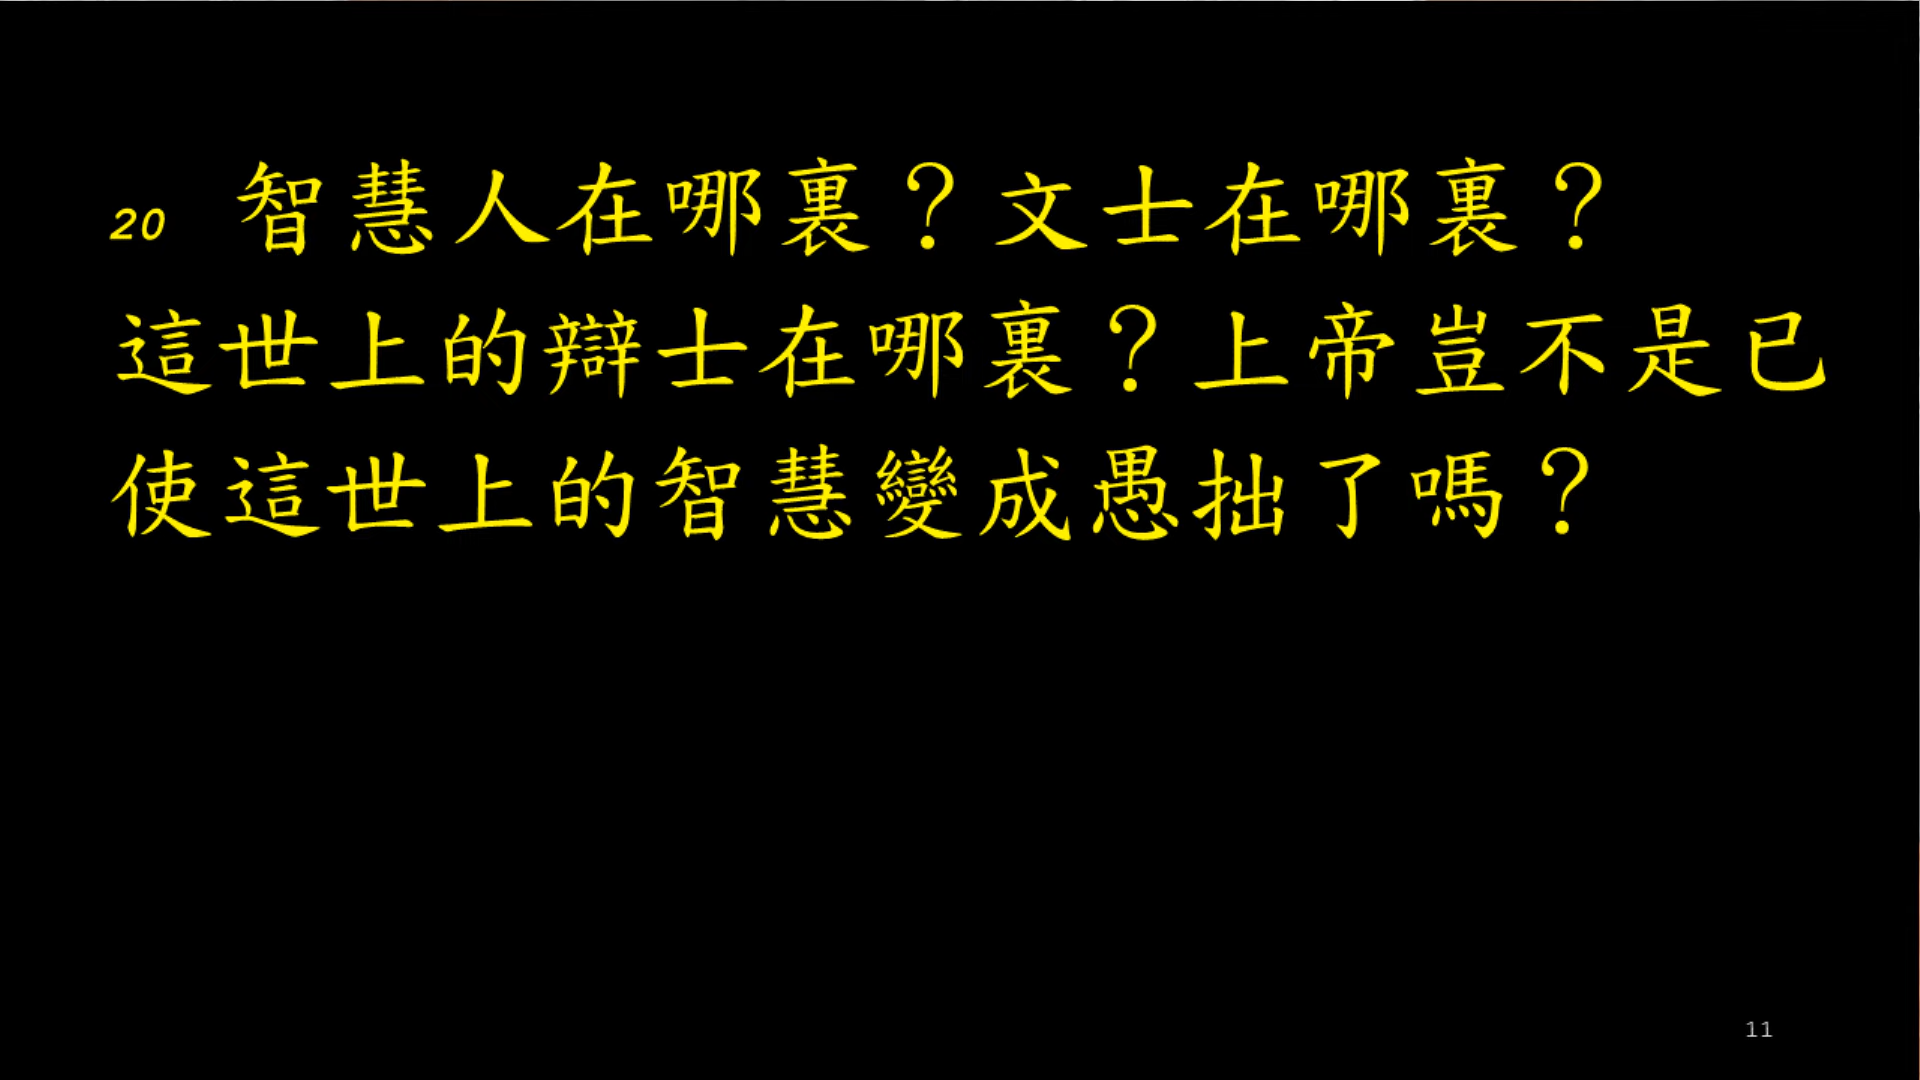 20 智慧人在哪裏？文士在哪裏？
這世上的辯士在哪裏？上帝豈不是已
使這世上的智慧變成愚拙了嗎？
11